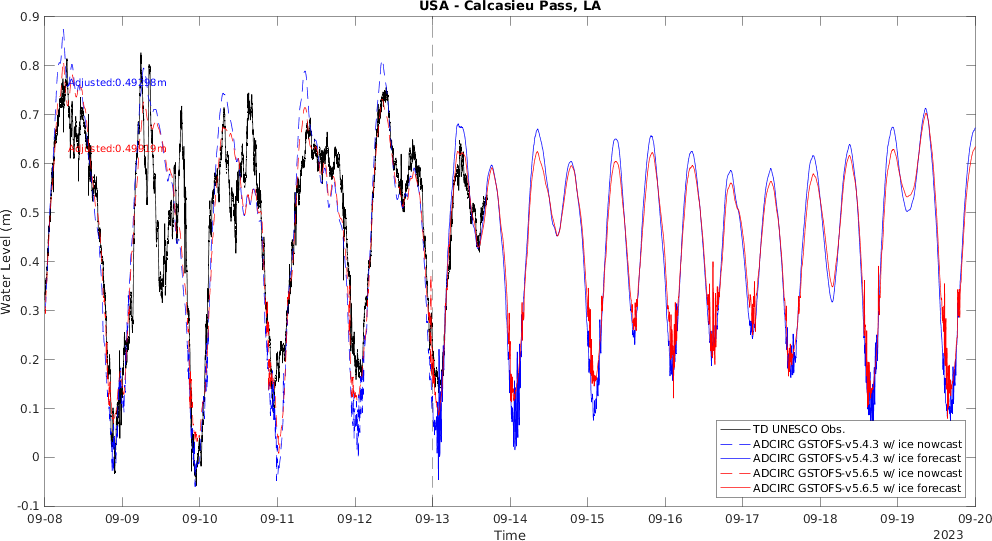 USA - Calcasieu Pass, LA
0.9
0.8
0.7
0.6
0.5
0.4
0.3
0.2
0.1
0
-0.1
Water Level (m)
Adjusted:0.49298m
Adjusted:0.49919m
TD UNESCO Obs.
ADCIRC GSTOFS-v5.4.3 w/ ice nowcast
ADCIRC GSTOFS-v5.4.3 w/ ice forecast
ADCIRC GSTOFS-v5.6.5 w/ ice nowcast
ADCIRC GSTOFS-v5.6.5 w/ ice forecast
09-08 09-09 09-10 09-11 09-12 09-13 09-14 09-15 09-16 09-17 09-18 09-19 09-20
Time
2023